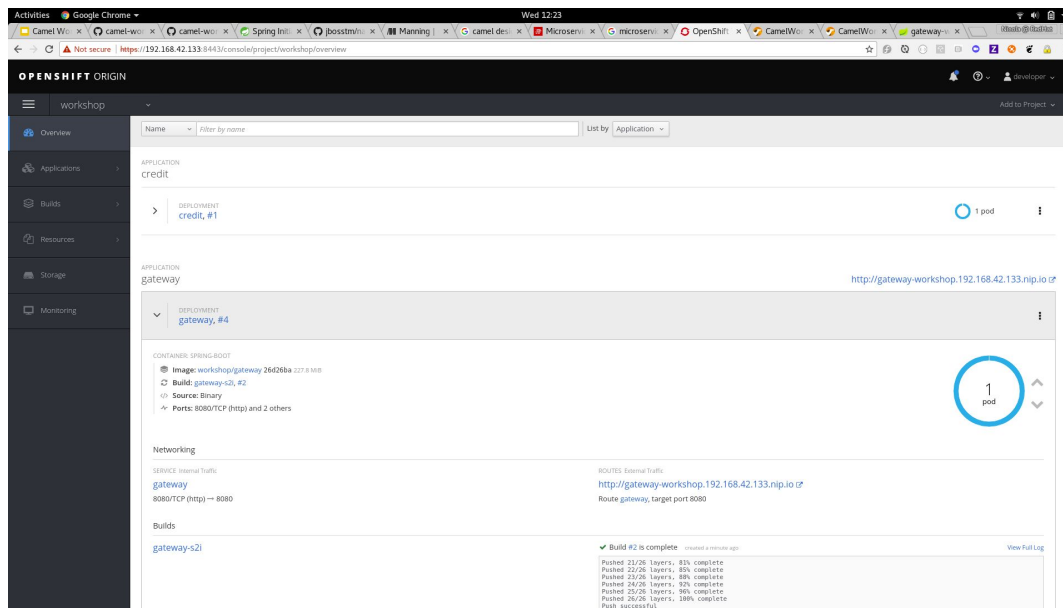 Activities Google Chrome Wed 12:23
Camel Wo camel-wor camel-wor Spring Initi jbosstm/na Manning | camel desi Microservic microservic OpenShift CamelWor CamelWor gateway-w
Not secure | https://192.168.42.133:8443/console/project/workshop/overview
OPENSHIFT ORIGIN developer
workshop Add to Project
Overview
Applications
Builds
Resources
Storage
Monitoring
Name Filter by name List by Application
APPLICATION
credit
DEPLOYMENT
credit, #1
1 pod
APPLICATION
gateway http://gateway-workshop.192.168.42.133.nip.io
DEPLOYMENT
gateway, #4
CONTAINER: SPRING-BOOT
Image: workshop/gateway 26d26ba 227.8 MiB
Build: gateway-s2i, #2
Source: Binary
Ports: 8080/TCP (http) and 2 others
1
pod
Networking
SERVICE Internal Traffic
gateway
8080/TCP (http) → 8080
ROUTES External Traffic
http://gateway-workshop.192.168.42.133.nip.io
Route gateway, target port 8080
Builds
gateway-s2i
Build #2 is complete created a minute ago View Full Log
Pushed 21/26 layers, 81% complete
Pushed 22/26 layers, 85% complete
Pushed 23/26 layers, 88% complete
Pushed 24/26 layers, 92% complete
Pushed 25/26 layers, 96% complete
Pushed 26/26 layers, 100% complete
Push successful